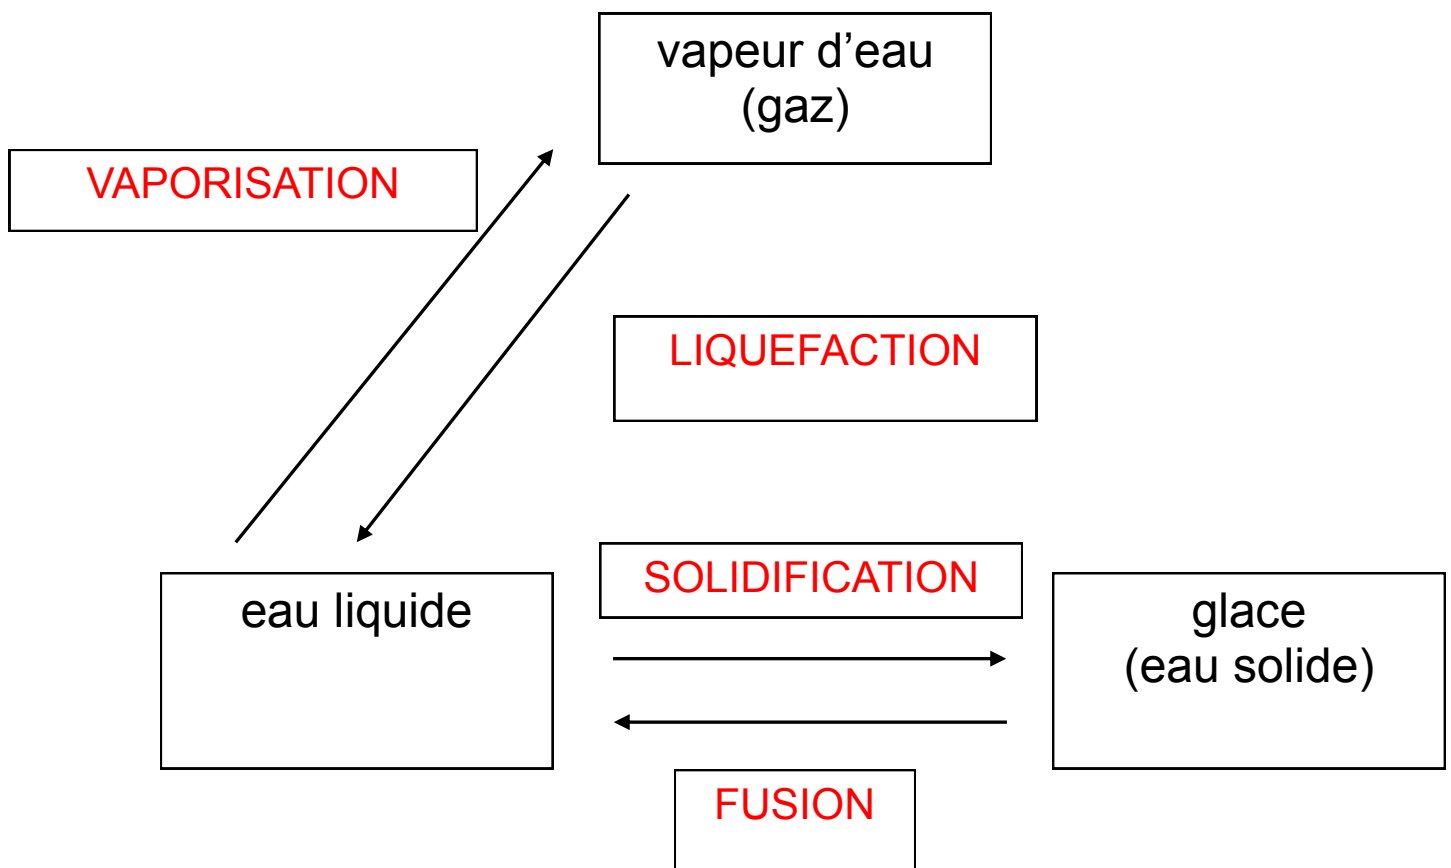 vapeur d’eau
(gaz)
VAPORISATION
LIQUEFACTION
SOLIDIFICATION
eau liquide
glace
(eau solide)
FUSION